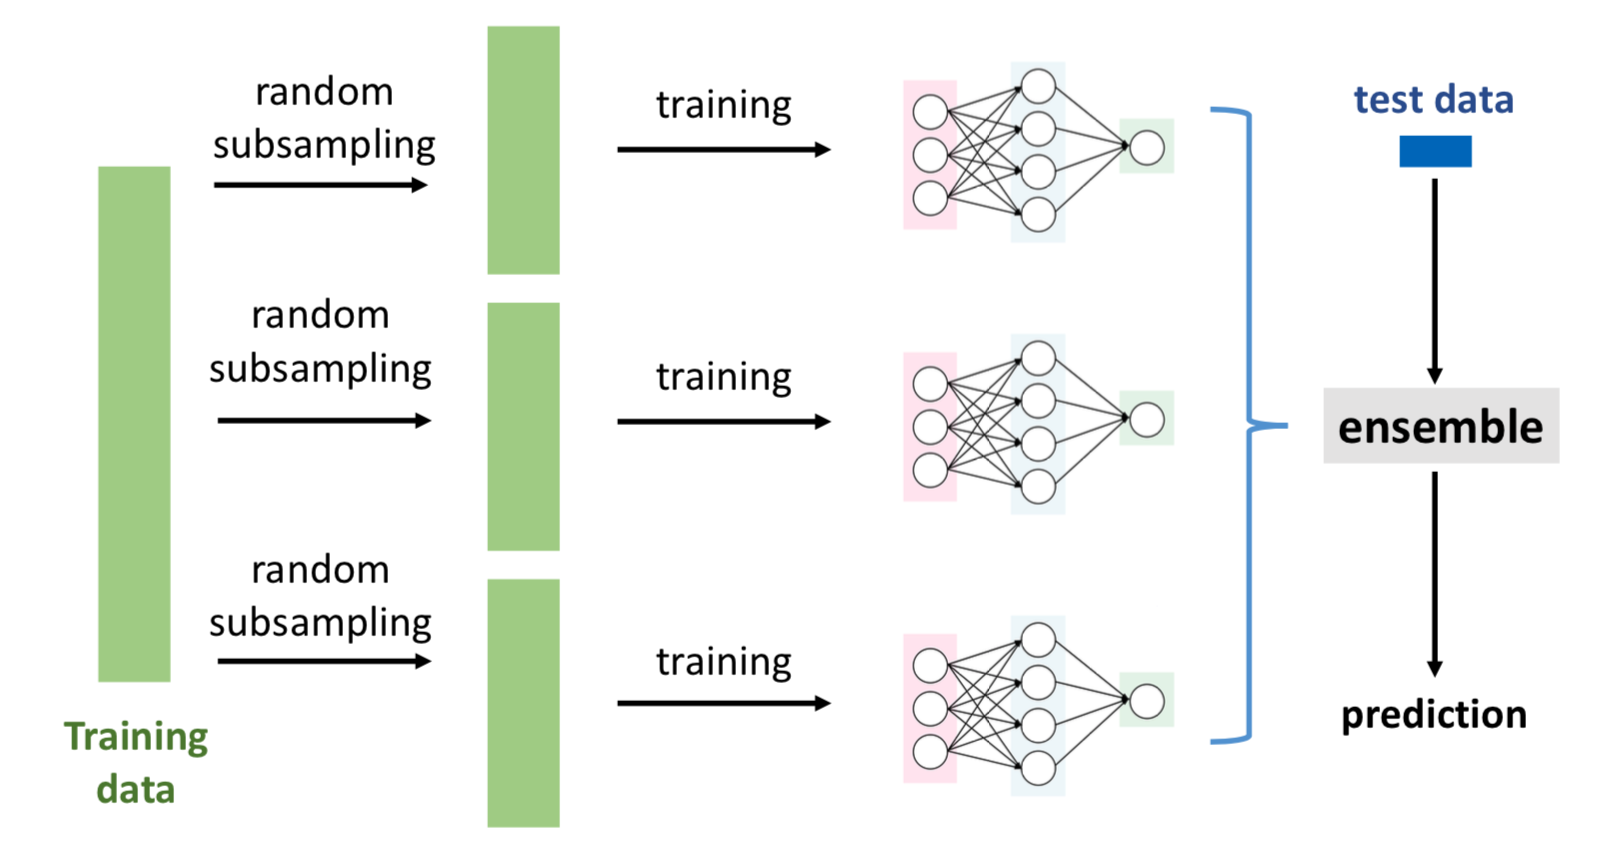 random
subsampling
training
test data
random
subsampling
training
ensemble
random
subsampling
training
prediction
Training
data